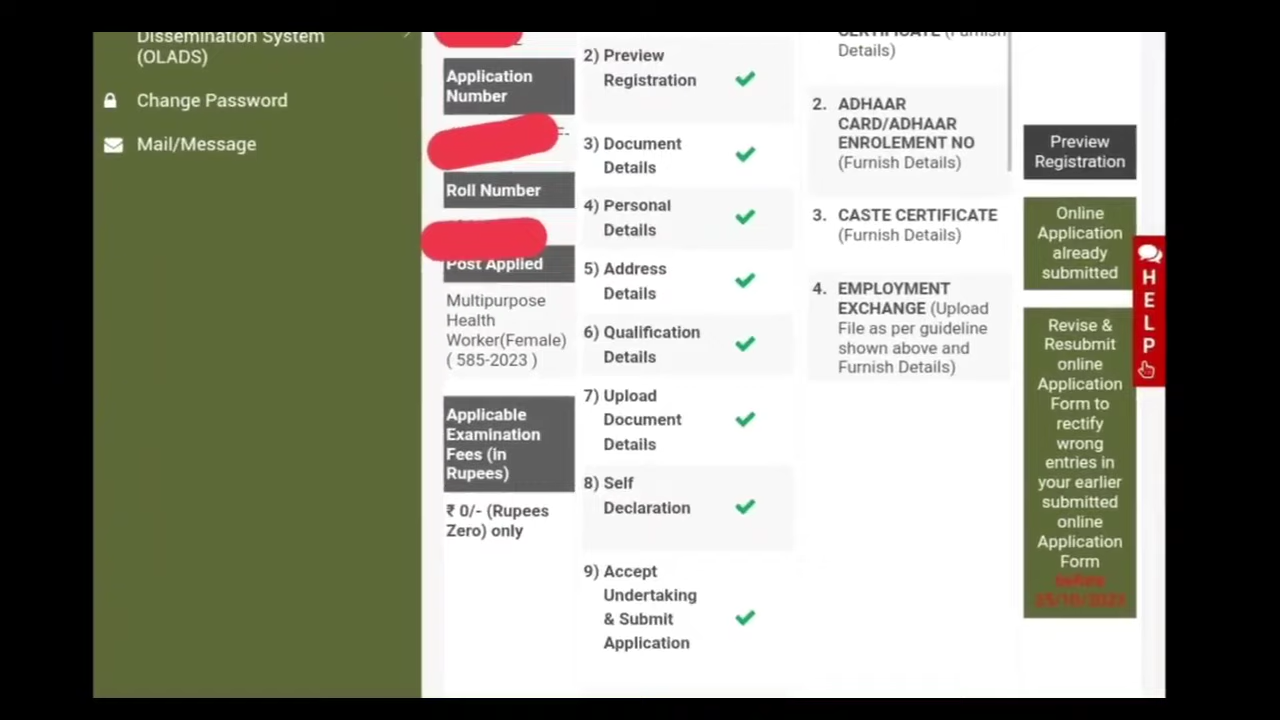 Dissemination System
(OLADS)
Change Password
Mail/Message
Application
Number
Roll Number
Post Applied
Multipurpose
Health
Worker(Female)
( 585-2023 )
Applicable
Examination
Fees (in
Rupees)
₹ 0/- (Rupees
Zero) only
2) Preview
Registration
3) Document
Details
4) Personal
Details
5) Address
Details
6) Qualification
Details
7) Upload
Document
Details
8) Self
Declaration
9) Accept
Undertaking
& Submit
Application
CERTIFICATE (Furnish
Details)
2. ADHAAR
CARD/ADHAAR
ENROLEMENT NO
(Furnish Details)
3. CASTE CERTIFICATE
(Furnish Details)
4. EMPLOYMENT
EXCHANGE (Upload
File as per guideline
shown above and
Furnish Details)
Preview
Registration
Online
Application
already
submitted
Revise &
Resubmit
online
Application
Form to
rectify
wrong
entries in
your earlier
submitted
online
Application
Form
before
HELP